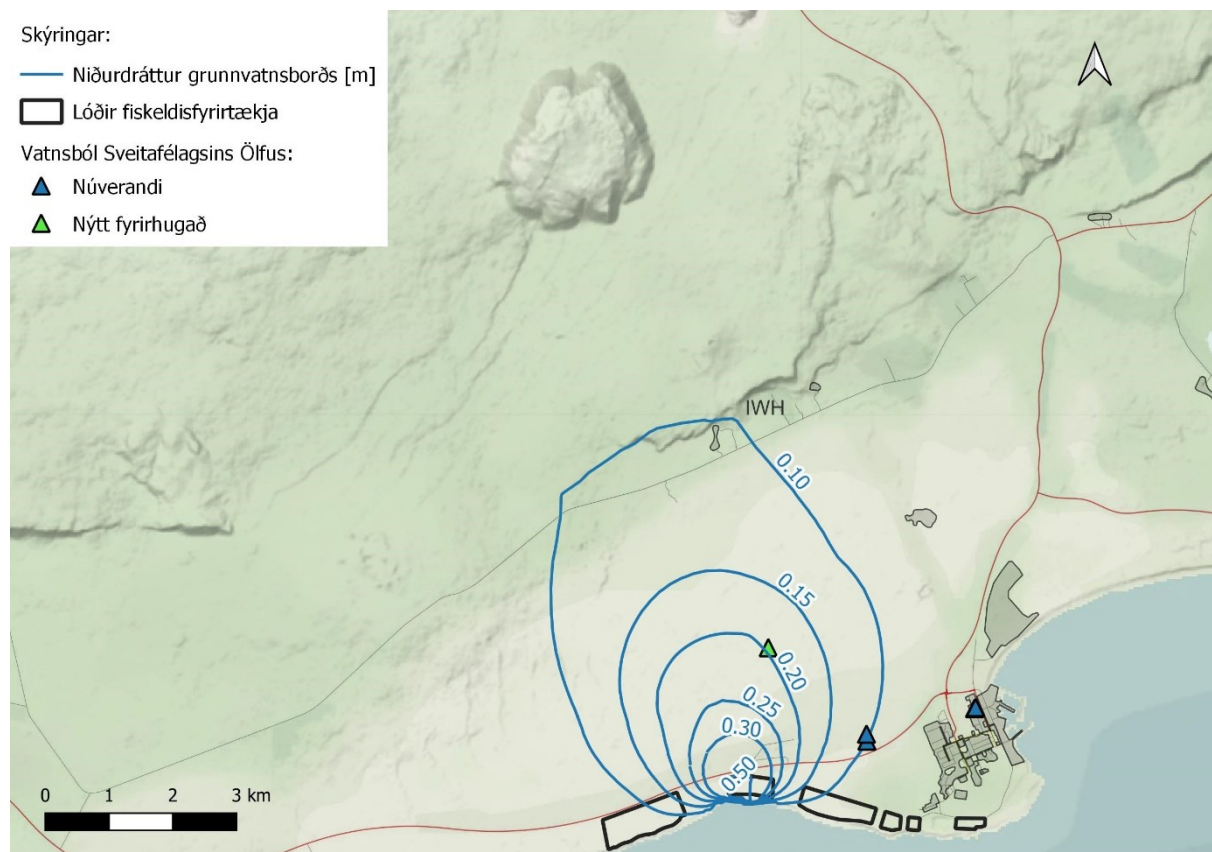 Skýringar:
Niðurdráttur grunnvatnsborðs [m]
Lóðir fiskeldisfyrirtækja
Vatnsból Sveitafélagsins Ölfus:
Núverandi
Nýtt fyrirhugað
IWH
0.10
0.15
0.20
0.25
0.30
0.50
0 1 2 3 km